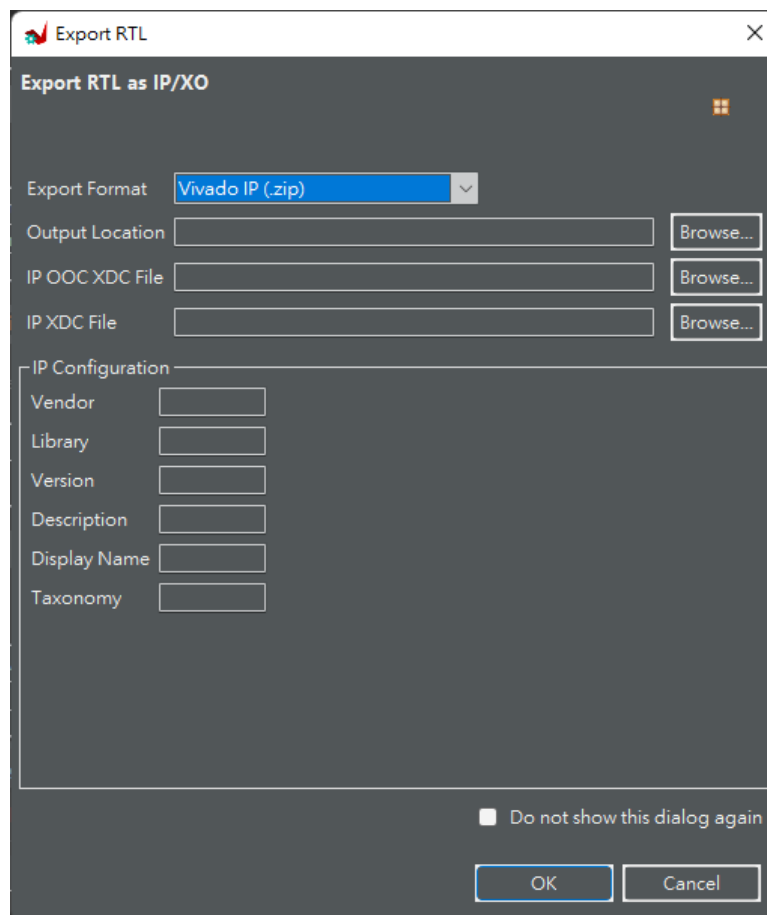 Export RTL
Export RTL as IP/XO
Export Format Vivado IP (.zip)
Output Location Browse...
IP OOC XDC File Browse...
IP XDC File Browse...
IP Configuration
Vendor
Library
Version
Description
Display Name
Taxonomy
Do not show this dialog again
OK Cancel